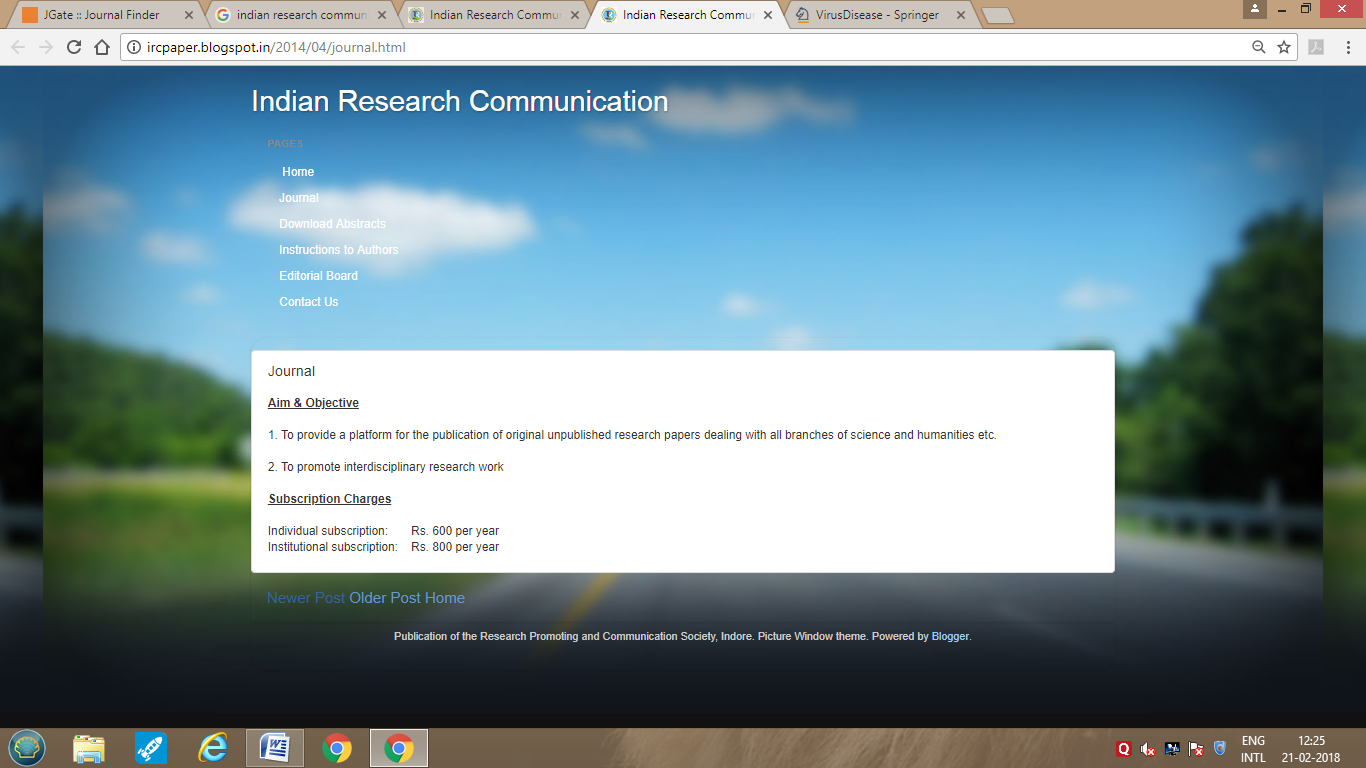 JGate :: Journal Finder
indian research commun
Indian Research Commu
Indian Research Commu
VirusDisease - Springer
ircpaper.blogspot.in/2014/04/journal.html
Indian Research Communication
PAGES
Home
Journal
Download Abstracts
Instructions to Authors
Editorial Board
Contact Us
Journal
Aim & Objective
1. To provide a platform for the publication of original unpublished research papers dealing with all branches of science and humanities etc.
2. To promote interdisciplinary research work
Subscription Charges
Individual subscription: Rs. 600 per year
Institutional subscription: Rs. 800 per year
Newer Post Older Post Home
Publication of the Research Promoting and Communication Society, Indore. Picture Window theme. Powered by Blogger.
ENG 12:25
INTL 21-02-2018